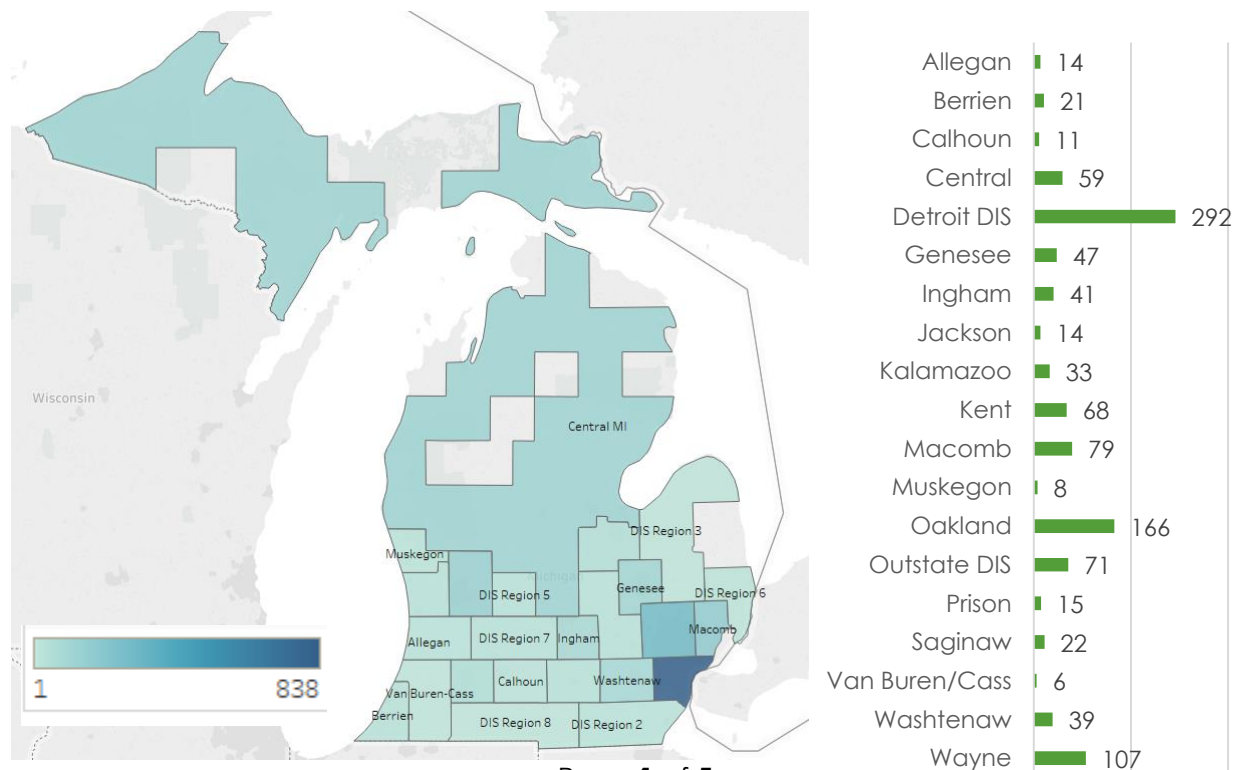 Wisconsin
Central MI
Muskegon
DIS Region 3
Michigan
Genesee
DIS Region 5
DIS Region 6
Allegan
DIS Region 7
Ingham
Macomb
Van Buren-Cass
Calhoun
Washtenaw
Berrien
DIS Region 8
DIS Region 2
1 838
Allegan 14
Berrien 21
Calhoun 11
Central 59
Detroit DIS 292
Genesee 47
Ingham 41
Jackson 14
Kalamazoo 33
Kent 68
Macomb 79
Muskegon 8
Oakland 166
Outstate DIS 71
Prison 15
Saginaw 22
Van Buren/Cass 6
Washtenaw 39
Wayne 107